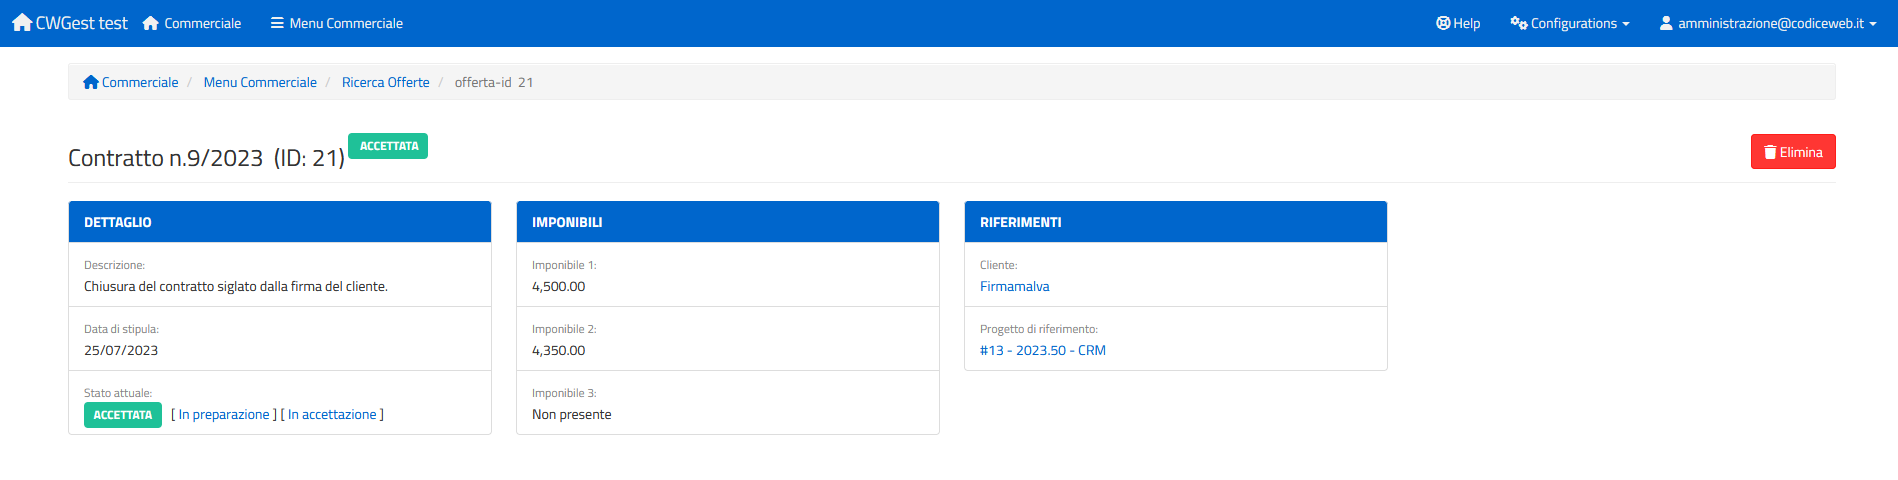 CWGest test Commerciale Menu Commerciale Help Configurations amministrazione@codiceweb.it
Commerciale / Menu Commerciale / Ricerca Offerte / offerta-id 21
Contratto n.9/2023 (ID: 21) ACCETTATA
Elimina
DETTAGLIO
Descrizione:
Chiusura del contratto siglato dalla firma del cliente.
Data di stipula:
25/07/2023
Stato attuale:
ACCETTATA [ In preparazione ] [ In accettazione ]
IMPONIBILI
Imponibile 1:
4,500.00
Imponibile 2:
4,350.00
Imponibile 3:
Non presente
RIFERIMENTI
Cliente:
Firmamalva
Progetto di riferimento:
#13 - 2023.50 - CRM